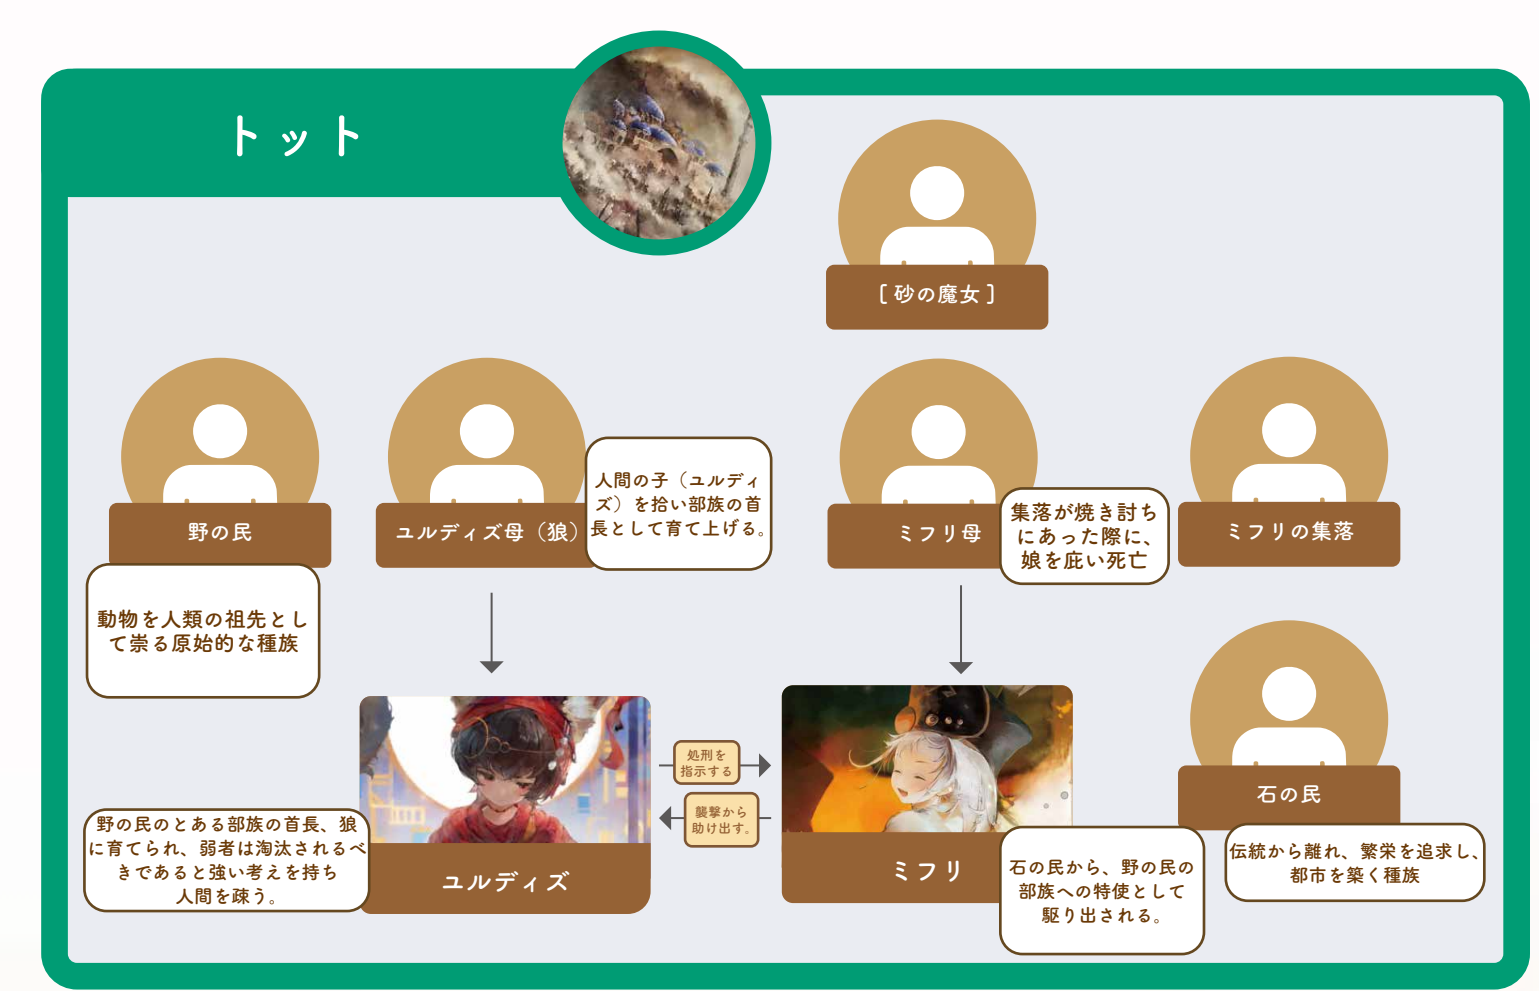 トット
[砂の魔女]
野の民
動物を人類の祖先とし
て崇る原始的な種族
ユルディズ母（狼）
人間の子（ユルディ
ズ）を拾い部族の首
長として育て上げる。
ミフリ母
集落が焼き討ち
にあった際に、
娘を庇い死亡
ミフリの集落
処刑を
指示する
襲撃から
助け出す。
野の民のとある部族の首長、狼
に育てられ、弱者は淘汰されるべ
きであると強い考えを持ち
人間を疎う。
ユルディズ
ミフリ
石の民から、野の民の
部族への特使として
駆り出される。
石の民
伝統から離れ、繁栄を追求し、
都市を築く種族